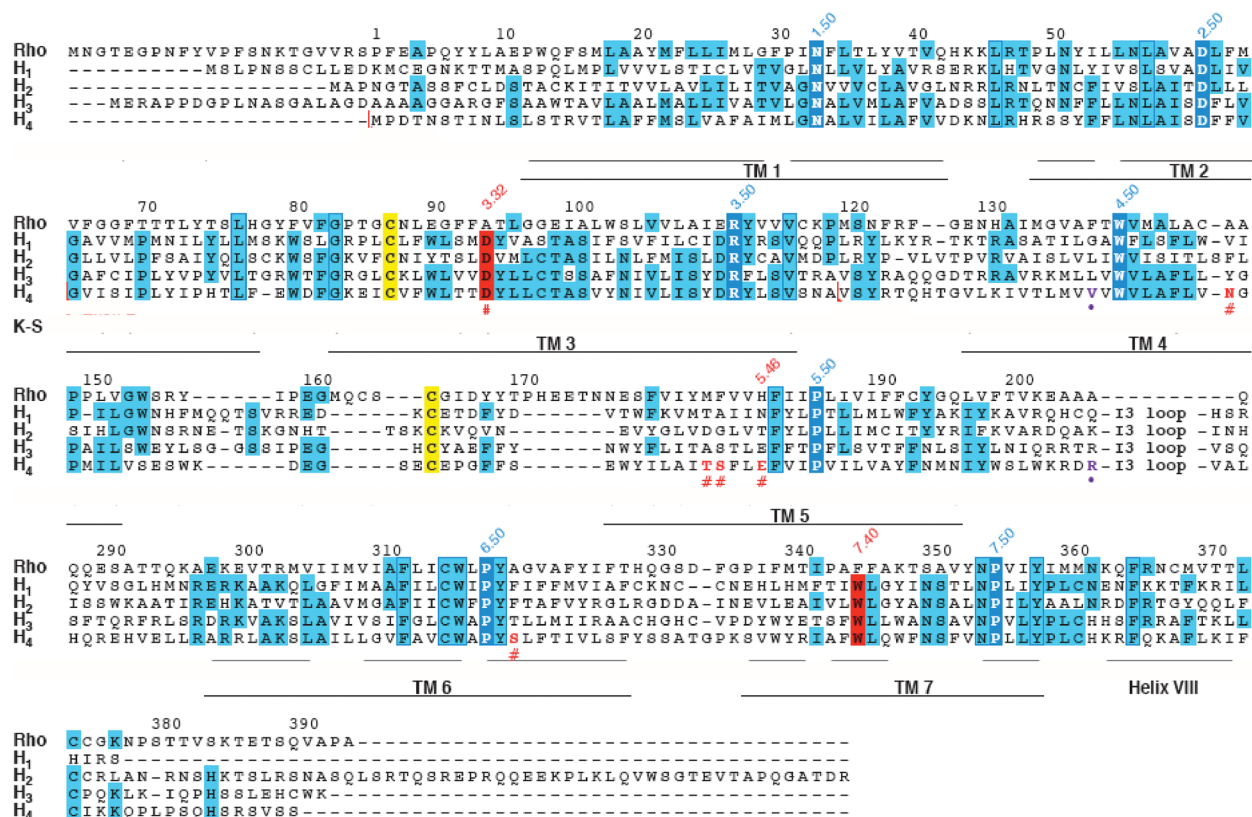 1 10 20 30 40 50
1.50 2.50
Rho MNGTEGPNFYVPFSNKTGVVRSPFEAPQYYLAEPWQFSMLAAYMFLLIMLGFPINFLTLYVTVQHKKLRTPLNYILLNLAVADLFM
H1 ----------MSLPNSSCLLEDKMCEGNKTTMASPQLMPLVVVLSTICLVTVGLNLLVLYAVRSERKLHTVGNLYIVSLSVADLIV
H2 -------------------MAPNGTASSFCLDSTACKITITVVLAVLILITVAGNVVVCLAVGLNRRLRNLTNCFIVSLAITDLLL
H3 ---MERAPPDGPLNASGALAGDAAAAGGARGFSAAWTAVLAALMALLIVATVLGNALVMLAFVADSSLRTQNNFFLLNLAISDFLV
H4 ----------------------MPDTNSTINLSLSTRVTLAFFMSLVAFAIMLGNALVILAFVVDKNLRHRSSYFFLNLAISDFFV
TM 1 TM 2
70 80 90 3.32 100 3.50 120 130 4.50
Rho VFGGFTTTLYTSLHGYFVFGPTGCNLEGFFATLGGEIALWSLVVLAIERYVVVCKPMSNFRF-GENHAIMGVAFTWVMALACAA
H1 GAVVMPMNILYLLMSKWSLGRPLCLFWLSMDYVASTASIFSVFILCIDRYRSVQQPLRYLKYR-TKTRASATILGAWFLSFLW-VI
H2 GLLVLPFSAIYQLSCKWSFGKVFCNIYTSLDVMLCTASILNLFMISLDRYCAVMDPLRYP-VLVTPVRVAISLVLIWVISITLSFL
H3 GAFCIPLYVPYVLTGRWTFGRGLCKLWLVVDYLLCTSSAFNIVLISYDRFLSVTRAVSYRAQQGDTRRAVRKMLLVWVLAFLL-YG
H4 GVISIPLYIPHTLF-EWDFGKEICVFWLTTDYLLCTASVYNIVLISYDRYLSVSNAVSYRTQHTGVLKIVTLMVVVWVLAFLV-NG
# • #
K-S
TM 3 TM 4
150 160 170 5.46 5.50 190 200
Rho PPLVGWSRY---IPEGMQCS--CGIDYYTPHEETNNESFVIYMFVVHFIIPLIVIFFCYGQLVFTVKEAAA
H1 P-ILGWNHFMQQTSVRRED----KCETDFYD-----VTWFKVMTAIINFYLPTLLMLWFYAKIYKAVRQHCQ-I3 loop-HSR
H2 SIHLGWNSRNE-TSKGNHT---TSKCKVQVN-----EVYGLVDGLVTFYLPLLIMCITYYRIFKVARDQAK-I3 loop-INH
H3 PAILSWEYLSG-GSSIPEG----HCYAEFFY-----NWYFLITASTLEFFTPFLSVTFFNLSIYLNIQRRTR-I3 loop-VSQ
H4 PMILVSESWK-----DEG----SECEPGFFS-----EWYILAITSFLEFVIPVILVAYFNMNIYWSLWKRDR-I3 loop-VAL
# # # •
TM 5
290 300 310 6.50 330 340 7.40 350 7.50 360 370
Rho QQESATTQKAEKEVTRMVIIMVIAFLICWLPYAGVAFYIFTHQGSD-FGPIFMTIPAFFAKTSAVYNPVIYIMMNKQFRNCMVTTL
H1 QYVSGLHMNRERKAAKQLGFIMAAFILCWIPYFIFFMVIAFCKNC-CNEHLHMFTIWLGYINSTLNPLIYPLCNENFKKTFKRIL
H2 ISSWKAATIREHKATVTLAAVMGAFIICWFPYFTAFVYRGLRGDDA-INEVLEAIVLWLGYANSALNPILYAALNRDFRTGYQQLF
H3 SFTQRFRLSRDRKVAKSLAVIVSIFGLCWAPYTLLMIIRAACHGHC-VPDYWYETSFWLLWANSAVNPVLYPLCHHSFRRAFTKLL
H4 HQREHVELLRARRLAKSLAILLGVFAVCWAPYSLFTIVLSFYSSATGPKSVWYRIAFWLQWFNSFVNPLLYPLCHKRFQKAFLKIF
#
TM 6 TM 7 Helix VIII
380 390
Rho CCGKNPSTTVSKTETSQVAPA------------------------------------
H1 HIRS-----------------------------------------------------
H2 CCRLAN-RNSHKTSLRSNASQLSRTQSREPRQQEEKPLKLQVWSGTEVTAPQGATDR
H3 CPQKLK-IQPHSSLEHCWK--------------------------------------
H4 CIKKQPLPSQHSRSVSS----------------------------------------